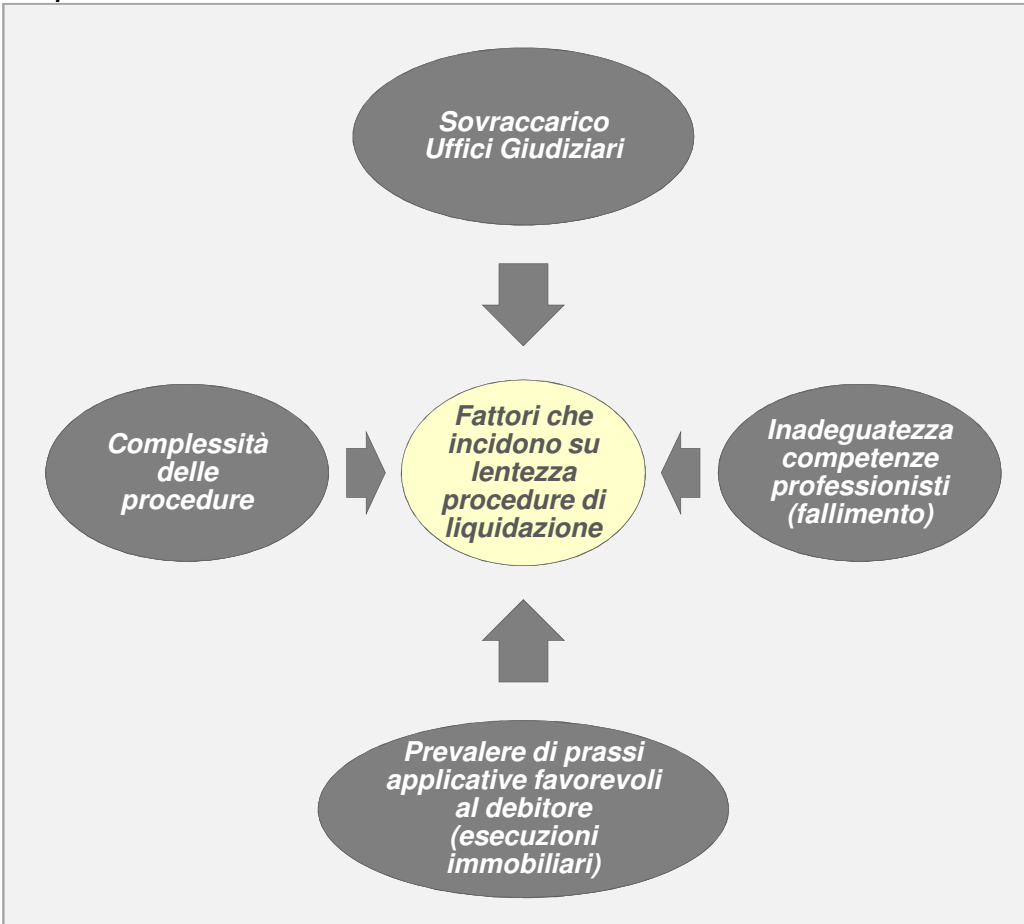 Sovraccarico
Uffici Giudiziari
Complessità
delle
procedure
Fattori che
incidono su
lentezza
procedure di
liquidazione
Inadeguatezza
competenze
professionisti
(fallimento)
Prevalere di prassi
applicative favorevoli
al debitore
(esecuzioni
immobiliari)